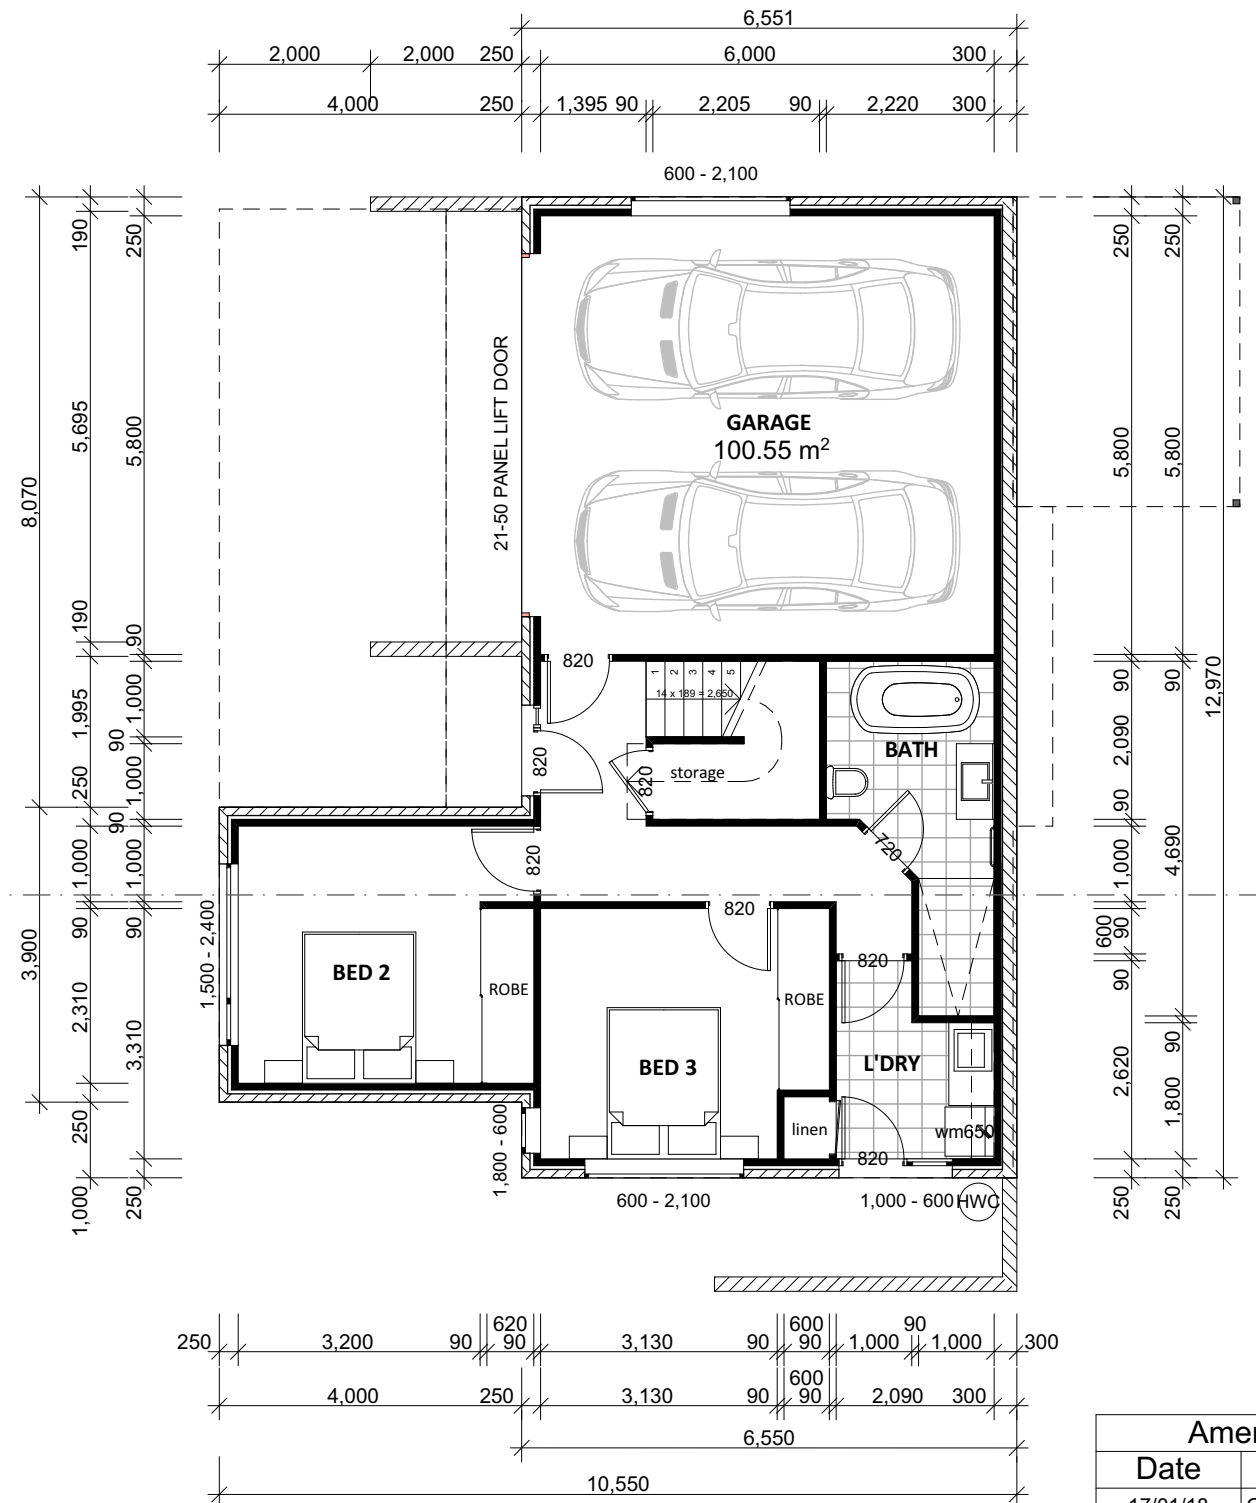 6,551
2,000 2,000 250 6,000 300
4,000 250 1,395 90 2,205 90 2,220 300
600 - 2,100
190 250 250 250
21-50 PANEL LIFT DOOR
GARAGE
100.55 m²
8,070 5,695 5,800 5,800 5,800
190 90
820
1 2 3 4 5
14 x 189 = 2,650
12,970
1,995 1,000 90 90
BATH
90 820 storage 820 2,090
250 1,000 90
90 820 720
1,000 1,000 1,000 4,690
820
90 90 600 90
3,900 1,500 - 2,400
BED 2 820
ROBE ROBE
90
2,310 3,310
BED 3 L'DRY
2,620 90
1,800
linen wm650
250 1,800 - 600 820
1,000 250 600 - 2,100 1,000 - 600 HWC 250 250
620 600 90
250 3,200 90 90 3,130 90 90 1,000 1,000 300
600
4,000 250 3,130 90 90 2,090 300
6,550
10,550
Amer
Date
17/01/18